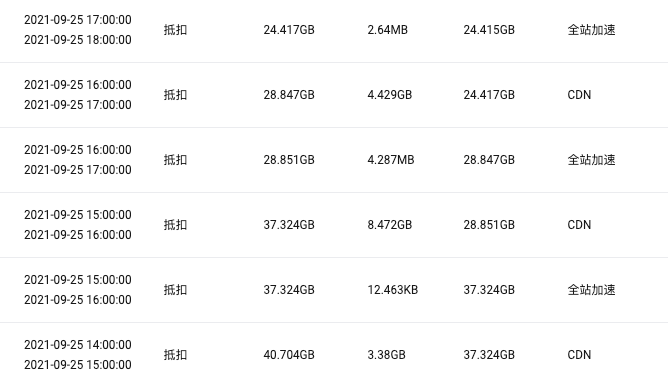 2021-09-25 17:00:00
2021-09-25 18:00:00 抵扣 24.417GB 2.64MB 24.415GB 全站加速
2021-09-25 16:00:00
2021-09-25 17:00:00 抵扣 28.847GB 4.429GB 24.417GB CDN
2021-09-25 16:00:00
2021-09-25 17:00:00 抵扣 28.851GB 4.287MB 28.847GB 全站加速
2021-09-25 15:00:00
2021-09-25 16:00:00 抵扣 37.324GB 8.472GB 28.851GB CDN
2021-09-25 15:00:00
2021-09-25 16:00:00 抵扣 37.324GB 12.463KB 37.324GB 全站加速
2021-09-25 14:00:00
2021-09-25 15:00:00 抵扣 40.704GB 3.38GB 37.324GB CDN